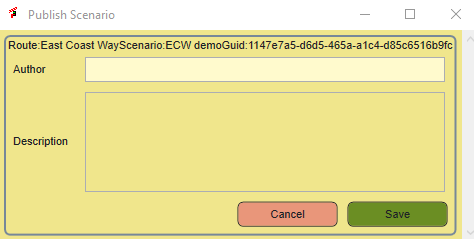 Publish Scenario
Route:East Coast WayScenario:ECW demoGuid:1147e7a5-d6d5-465a-a1c4-d85c6516b9fc
Author
Description
Cancel
Save